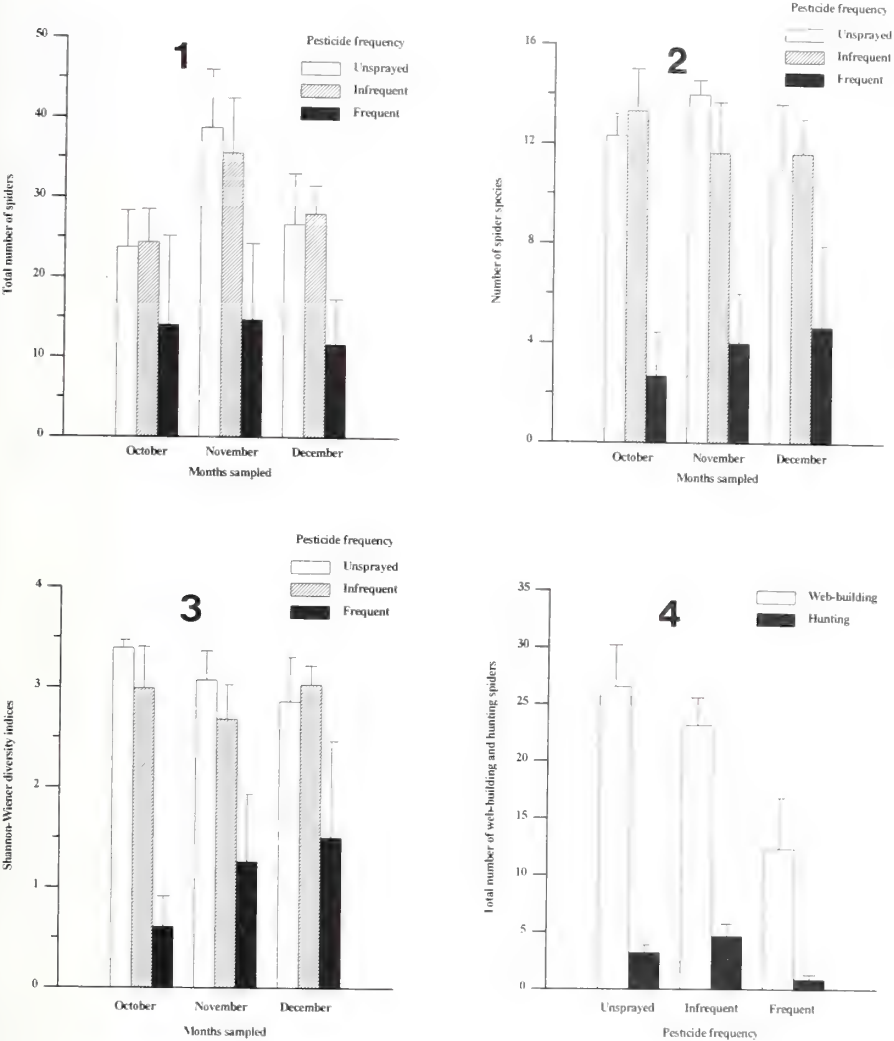 1
Pesticide frequency
Unsprayed
Infrequent
Frequent
Total number of spiders
50
40
30
20
10
0
October November December
Months sampled
2
Pesticide frequency
Unsprayed
Infrequent
Frequent
Number of spider species
16
12
8
4
0
October November December
Months sampled
3
Pesticide frequency
Unsprayed
Infrequent
Frequent
Shannon-Wiener diversity indices
4
3
2
1
0
October November December
Months sampled
4
Web-building
Hunting
Total number of web-building and hunting spiders
35
30
25
20
15
10
5
0
Unsprayed Infrequent Frequent
Pesticide frequency